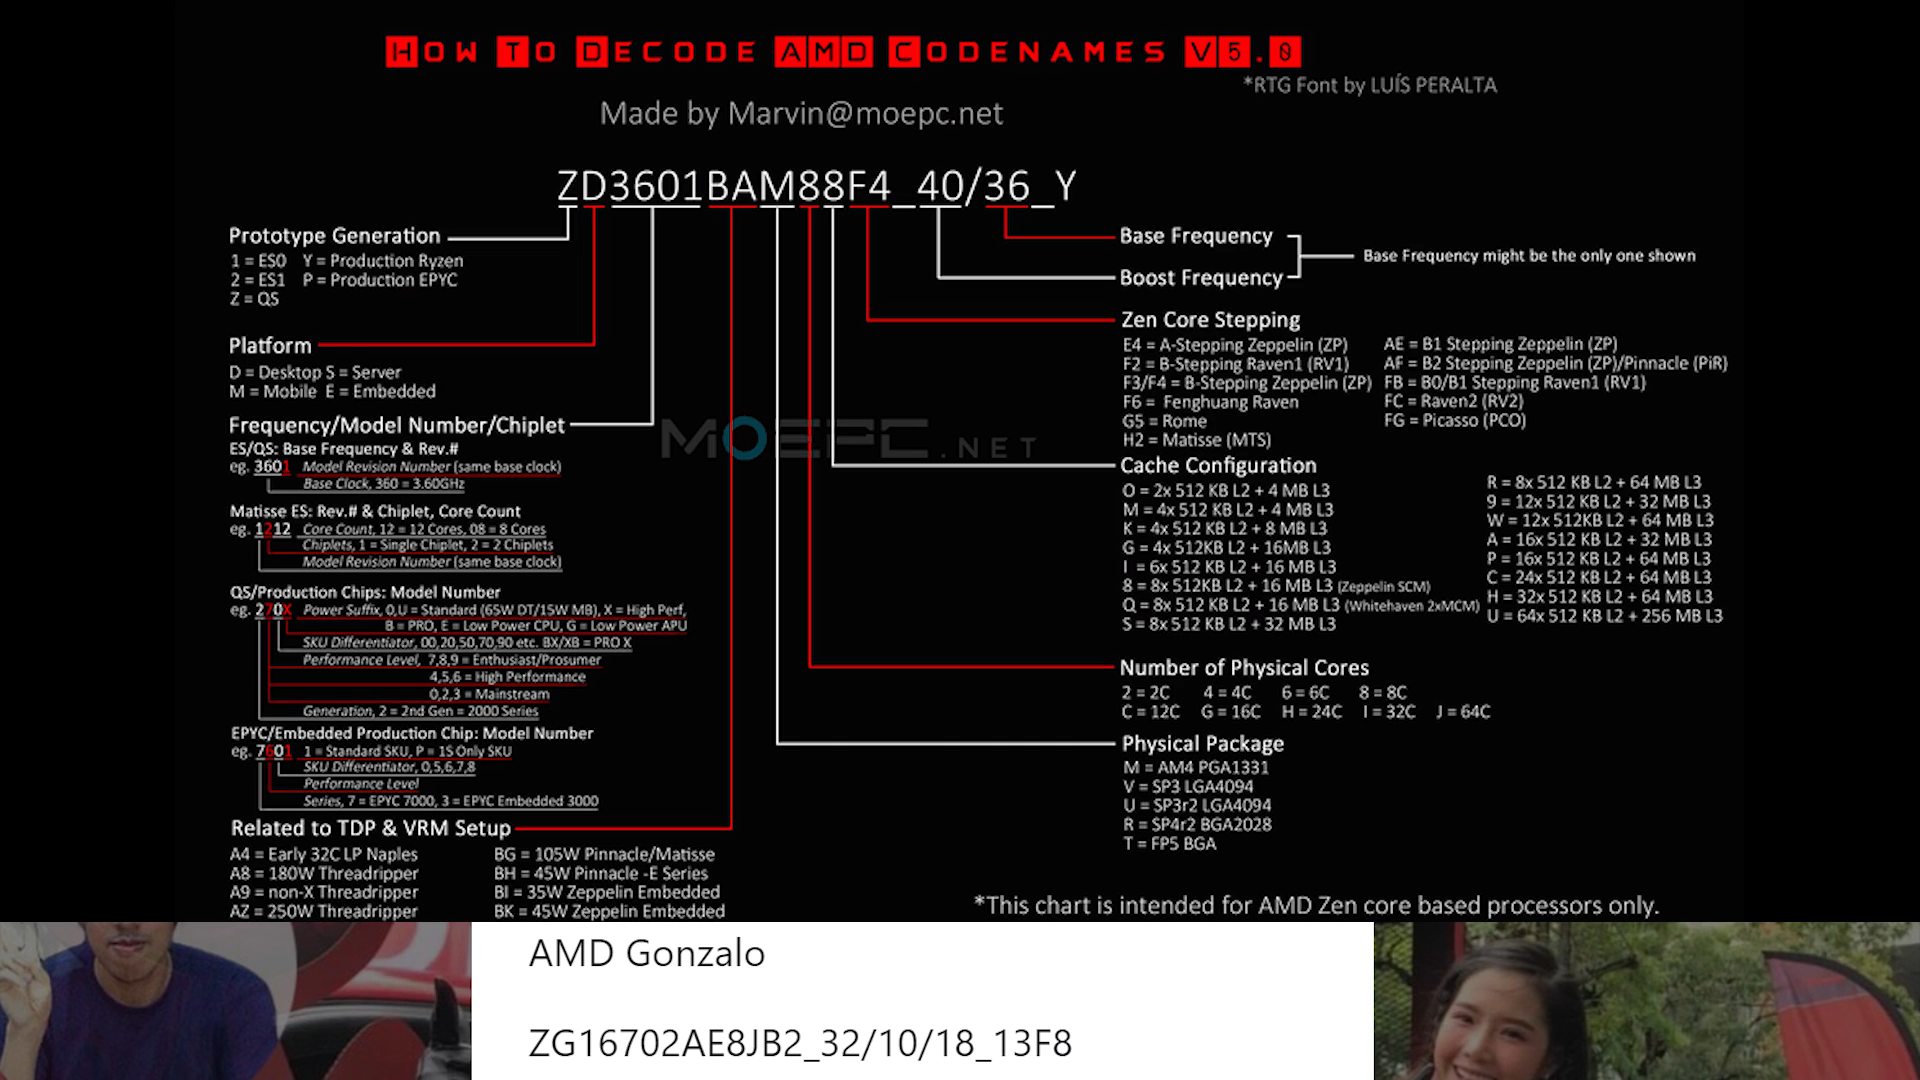 How To Decode AMD Codenames V5.0
*RTG Font by LUÍS PERALTA
Made by Marvin@moepc.net
ZD3601BAM88F4_40/36_Y
Prototype Generation
1 = ES0 Y = Production Ryzen
2 = ES1 P = Production EPYC
Z = QS
Platform
D = Desktop S = Server
M = Mobile E = Embedded
Frequency/Model Number/Chiplet
ES/QS: Base Frequency & Rev.#
eg. 3601 Model Revision Number (same base clock)
Base Clock, 360 = 3.60GHz
Matisse ES: Rev.# & Chiplet, Core Count
eg. 1212 Core Count, 12 = 12 Cores, 08 = 8 Cores
Chiplets, 1 = Single Chiplet, 2 = 2 Chiplets
Model Revision Number (same base clock)
QS/Production Chips: Model Number
eg. 270X Power Suffix, 0,U = Standard (65W DT/15W MB), X = High Perf,
B = PRO, E = Low Power CPU, G = Low Power APU
SKU Differentiator, 00,20,50,70,90 etc. BX/XB = PRO X
Performance Level, 7,8,9 = Enthusiast/Prosumer
4,5,6 = High Performance
0,2,3 = Mainstream
Generation, 2 = 2nd Gen = 2000 Series
EPYC/Embedded Production Chip: Model Number
eg. 7601 1 = Standard SKU, P = 1S Only SKU
SKU Differentiator, 0,5,6,7,8
Performance Level
Series, 7 = EPYC 7000, 3 = EPYC Embedded 3000
Related to TDP & VRM Setup
A4 = Early 32C LP Naples
A8 = 180W Threadripper
A9 = non-X Threadripper
AZ = 250W Threadripper
BG = 105W Pinnacle/Matisse
BH = 45W Pinnacle -E Series
BI = 35W Zeppelin Embedded
BK = 45W Zeppelin Embedded
MOEPC.NET
Base Frequency
Boost Frequency
Base Frequency might be the only one shown
Zen Core Stepping
E4 = A-Stepping Zeppelin (ZP)
F2 = B-Stepping Raven1 (RV1)
F3/F4 = B-Stepping Zeppelin (ZP)
F6 = Fenghuang Raven
G5 = Rome
H2 = Matisse (MTS)
AE = B1 Stepping Zeppelin (ZP)
AF = B2 Stepping Zeppelin (ZP)/Pinnacle (PiR)
FB = B0/B1 Stepping Raven1 (RV1)
FC = Raven2 (RV2)
FG = Picasso (PCO)
Cache Configuration
O = 2x 512 KB L2 + 4 MB L3
M = 4x 512 KB L2 + 4 MB L3
K = 4x 512 KB L2 + 8 MB L3
G = 4x 512KB L2 + 16MB L3
I = 6x 512 KB L2 + 16 MB L3
8 = 8x 512KB L2 + 16 MB L3 (Zeppelin SCM)
Q = 8x 512 KB L2 + 16 MB L3 (Whitehaven 2xMCM)
S = 8x 512 KB L2 + 32 MB L3
R = 8x 512 KB L2 + 64 MB L3
9 = 12x 512 KB L2 + 32 MB L3
W = 12x 512KB L2 + 64 MB L3
A = 16x 512 KB L2 + 32 MB L3
P = 16x 512 KB L2 + 64 MB L3
C = 24x 512 KB L2 + 64 MB L3
H = 32x 512 KB L2 + 64 MB L3
U = 64x 512 KB L2 + 256 MB L3
Number of Physical Cores
2 = 2C 4 = 4C 6 = 6C 8 = 8C
C = 12C G = 16C H = 24C I = 32C J = 64C
Physical Package
M = AM4 PGA1331
V = SP3 LGA4094
U = SP3r2 LGA4094
R = SP4r2 BGA2028
T = FP5 BGA
*This chart is intended for AMD Zen core based processors only.
AMD Gonzalo
ZG16702AE8JB2_32/10/18_13F8